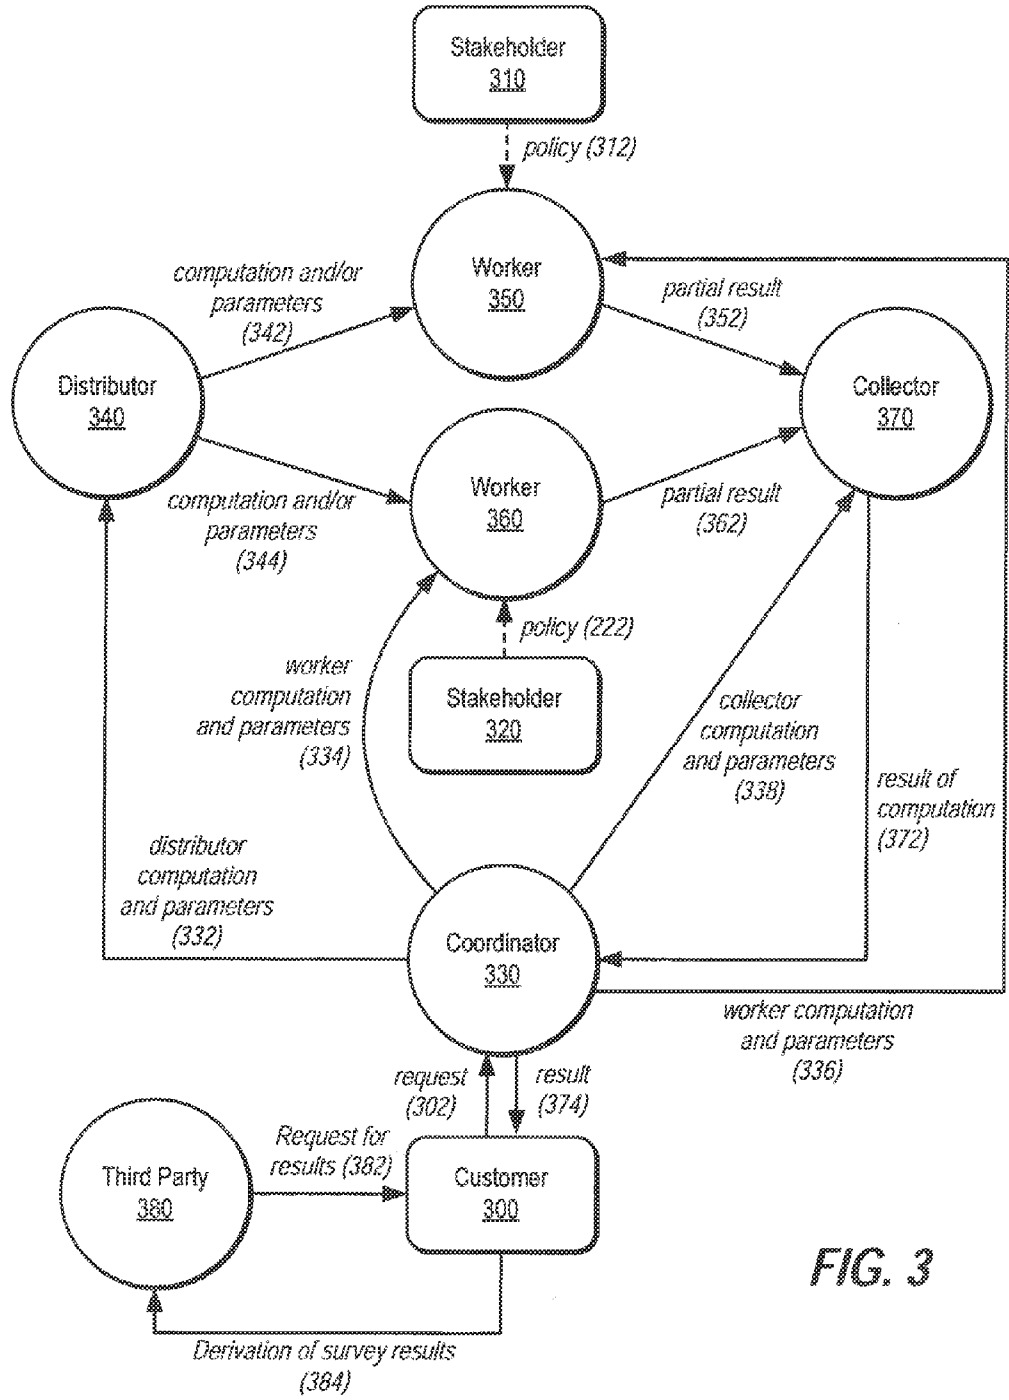 Stakeholder
310
policy (312)
Worker
350
computation and/or
parameters
(342)
partial result
(352)
Distributor
340
Collector
370
Worker
360
computation and/or
parameters
(344)
partial result
(362)
policy (222)
Stakeholder
320
worker
computation
and parameters
(334)
collector
computation
and parameters
(338)
result of
computation
(372)
distributor
computation
and parameters
(332)
Coordinator
330
worker computation
and parameters
(336)
request
(302)
result
(374)
Third Party
380
Request for
results (382)
Customer
300
Derivation of survey results
(384)
FIG. 3